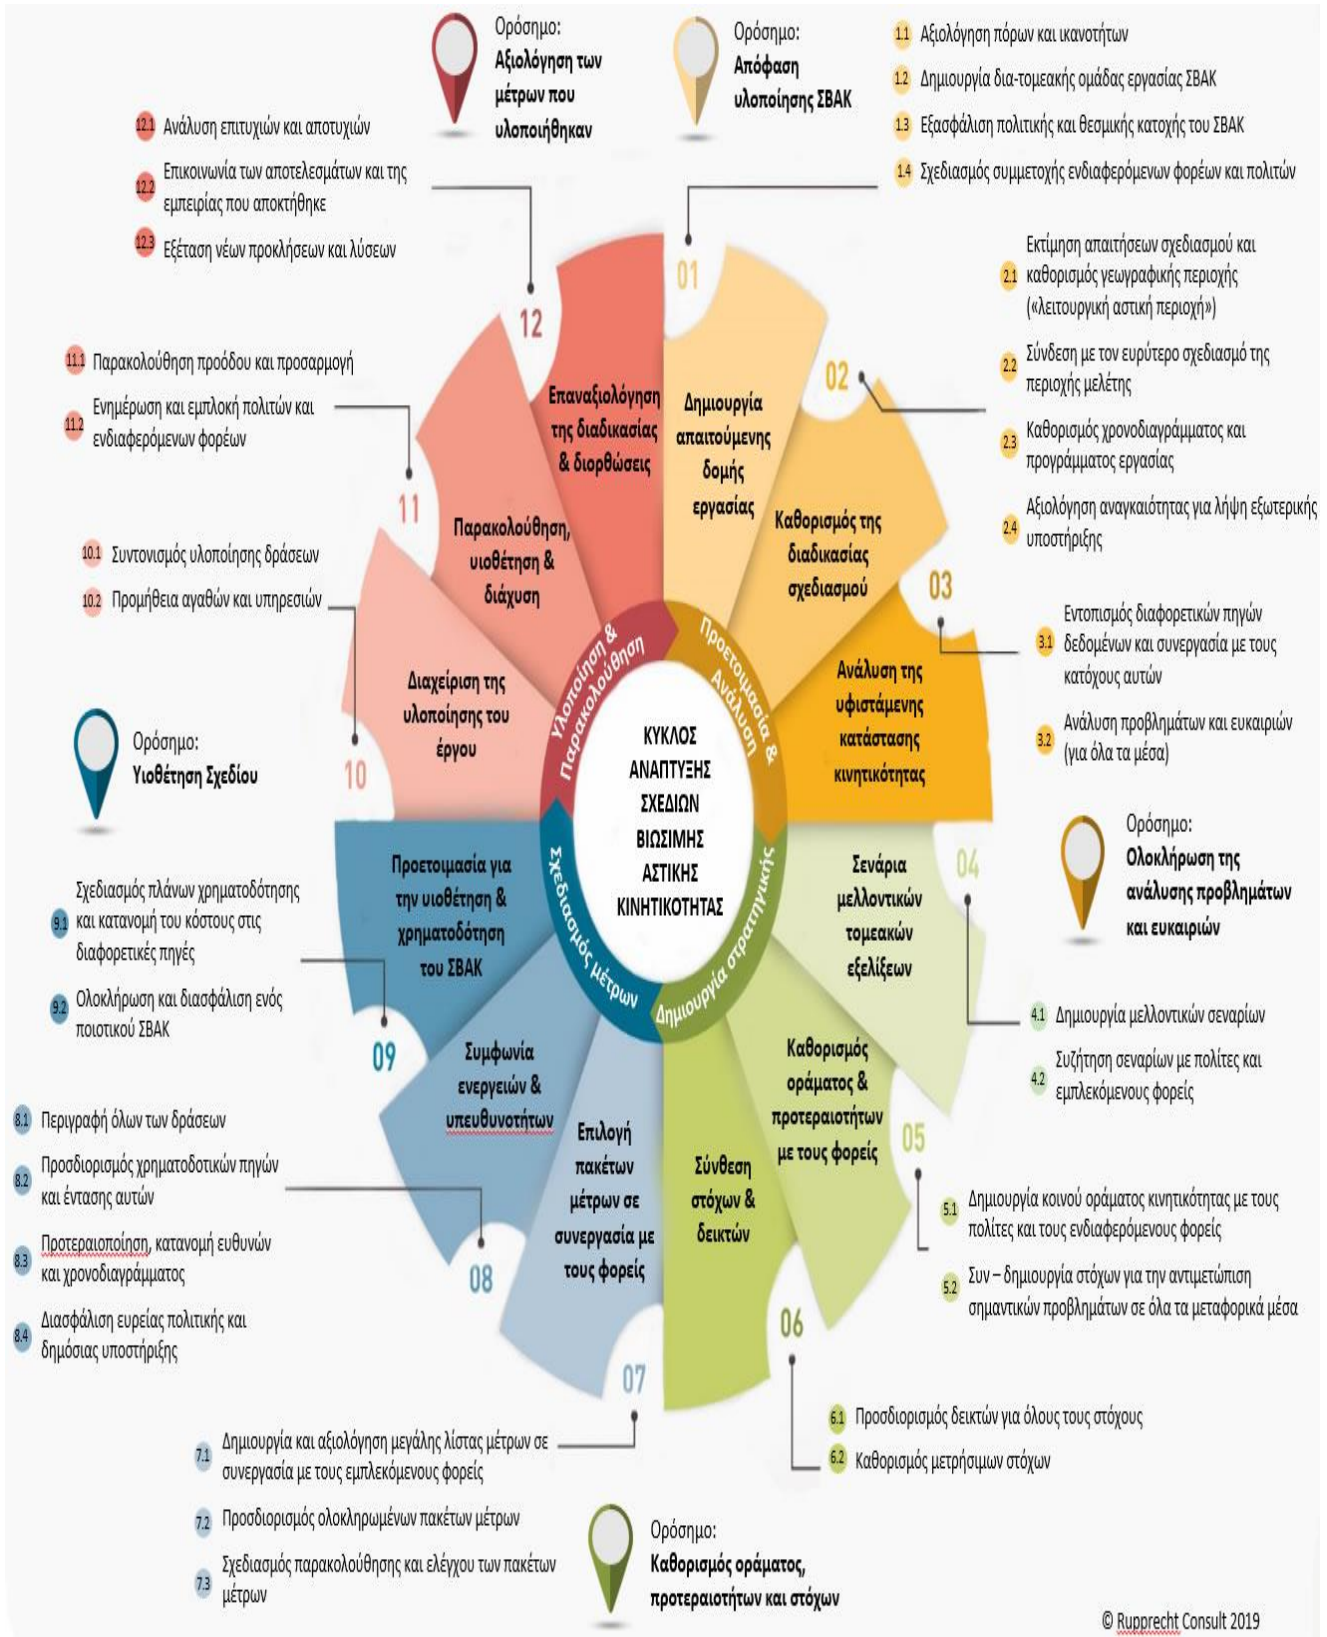 Ορόσημο:
Αξιολόγηση των
μέτρων που
υλοποιήθηκαν
Ορόσημο:
Απόφαση
υλοποίησης ΣΒΑΚ
1.1 Αξιολόγηση πόρων και ικανοτήτων
1.2 Δημιουργία δια-τομεακής ομάδας εργασίας ΣΒΑΚ
1.3 Εξασφάλιση πολιτικής και θεσμικής κατοχής του ΣΒΑΚ
1.4 Σχεδιασμός συμμετοχής ενδιαφερόμενων φορέων και πολιτών
12.1 Ανάλυση επιτυχιών και αποτυχιών
12.2 Επικοινωνία των αποτελεσμάτων και της
εμπειρίας που αποκτήθηκε
12.3 Εξέταση νέων προκλήσεων και λύσεων
2.1 Εκτίμηση απαιτήσεων σχεδιασμού και
καθορισμός γεωγραφικής περιοχής
(«λειτουργική αστική περιοχή»)
2.2 Σύνδεση με τον ευρύτερο σχεδιασμό της
περιοχής μελέτης
2.3 Καθορισμός χρονοδιαγράμματος και
προγράμματος εργασίας
2.4 Αξιολόγηση αναγκαιότητας για λήψη εξωτερικής
υποστήριξης
11.1 Παρακολούθηση προόδου και προσαρμογή
11.2 Ενημέρωση και εμπλοκή πολιτών και
ενδιαφερόμενων φορέων
10.1 Συντονισμός υλοποίησης δράσεων
10.2 Προμήθεια αγαθών και υπηρεσιών
3.1 Εντοπισμός διαφορετικών πηγών
δεδομένων και συνεργασία με τους
κατόχους αυτών
3.2 Ανάλυση προβλημάτων και ευκαιριών
(για όλα τα μέσα)
01
Δημιουργία
απαιτούμενης
δομής
εργασίας
02
Καθορισμός της
διαδικασίας
σχεδιασμού
03
Ανάλυση της
υφιστάμενης
κατάστασης
κινητικότητας
04
Σενάρια
μελλοντικών
τομεακών
εξελίξεων
05
Καθορισμός
οράματος &
προτεραιοτήτων
με τους φορείς
06
Σύνθεση
στόχων &
δεικτών
07
Επιλογή
πακέτων
μέτρων σε
συνεργασία με
τους φορείς
08
Συμφωνία
ενεργειών &
υπευθυνοτήτων
09
Προετοιμασία για
την υιοθέτηση &
χρηματοδότηση
του ΣΒΑΚ
10
Διαχείριση της
υλοποίησης του
έργου
11
Παρακολούθηση,
υιοθέτηση &
διάχυση
12
Επαναξιολόγηση
της διαδικασίας
& διορθώσεις
Προετοιμασία &
Ανάλυση
Δημιουργία στρατηγικής
Σχεδιασμός μέτρων
Υλοποίηση &
Παρακολούθηση
ΚΥΚΛΟΣ
ΑΝΑΠΤΥΞΗΣ
ΣΧΕΔΙΩΝ
ΒΙΩΣΙΜΗΣ
ΑΣΤΙΚΗΣ
ΚΙΝΗΤΙΚΟΤΗΤΑΣ
Ορόσημο:
Υιοθέτηση Σχεδίου
Ορόσημο:
Ολοκλήρωση της
ανάλυσης προβλημάτων
και ευκαιριών
9.1 Σχεδιασμός πλάνων χρηματοδότησης
και κατανομή του κόστους στις
διαφορετικές πηγές
9.2 Ολοκλήρωση και διασφάλιση ενός
ποιοτικού ΣΒΑΚ
4.1 Δημιουργία μελλοντικών σεναρίων
4.2 Συζήτηση σεναρίων με πολίτες και
εμπλεκόμενους φορείς
8.1 Περιγραφή όλων των δράσεων
8.2 Προσδιορισμός χρηματοδοτικών πηγών
και έντασης αυτών
8.3 Προτεραιοποίηση, κατανομή ευθυνών
και χρονοδιαγράμματος
8.4 Διασφάλιση ευρείας πολιτικής και
δημόσιας υποστήριξης
5.1 Δημιουργία κοινού οράματος κινητικότητας με τους
πολίτες και τους ενδιαφερόμενους φορείς
5.2 Συν – δημιουργία στόχων για την αντιμετώπιση
σημαντικών προβλημάτων σε όλα τα μεταφορικά μέσα
6.1 Προσδιορισμός δεικτών για όλους τους στόχους
6.2 Καθορισμός μετρήσιμων στόχων
7.1 Δημιουργία και αξιολόγηση μεγάλης λίστας μέτρων σε
συνεργασία με τους εμπλεκόμενους φορείς
7.2 Προσδιορισμός ολοκληρωμένων πακέτων μέτρων
7.3 Σχεδιασμός παρακολούθησης και ελέγχου των πακέτων
μέτρων
Ορόσημο:
Καθορισμός οράματος,
προτεραιοτήτων και στόχων
© Rupprecht Consult 2019